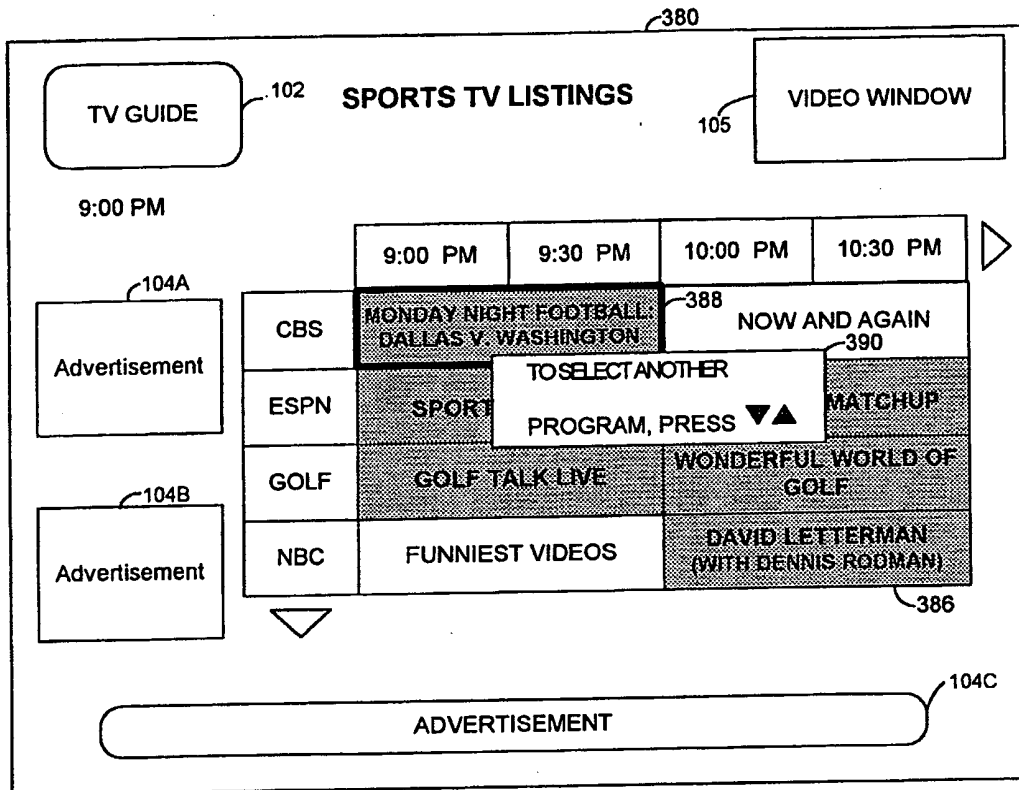 380
TV GUIDE
102
SPORTS TV LISTINGS
105
VIDEO WINDOW
9:00 PM
9:00 PM
9:30 PM
10:00 PM
10:30 PM
104A
Advertisement
CBS
MONDAY NIGHT FOOTBALL:
DALLAS V. WASHINGTON
388
NOW AND AGAIN
390
TO SELECT ANOTHER
PROGRAM, PRESS ▼▲
ESPN
SPORT
MATCHUP
GOLF
GOLF TALK LIVE
WONDERFUL WORLD OF
GOLF
104B
Advertisement
NBC
FUNNIEST VIDEOS
DAVID LETTERMAN
(WITH DENNIS RODMAN)
386
104C
ADVERTISEMENT